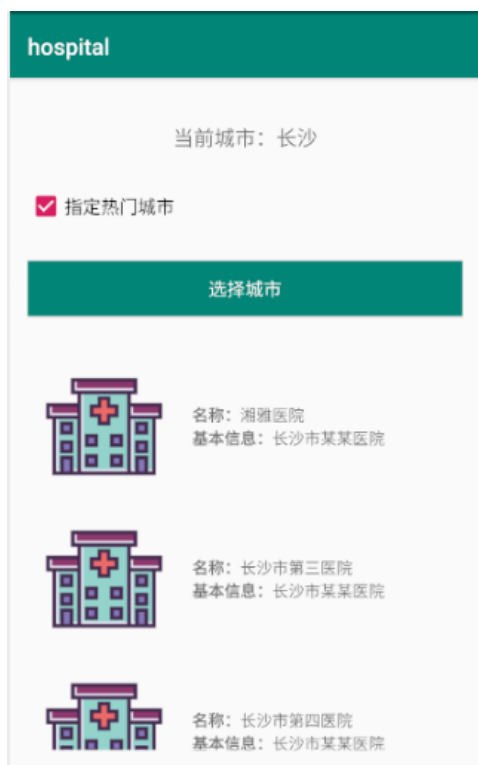 hospital
当前城市：长沙
指定热门城市
选择城市
名称：湘雅医院
基本信息：长沙市某某医院
名称：长沙市第三医院
基本信息：长沙市某某医院
名称：长沙市第四医院
基本信息：长沙市某某医院